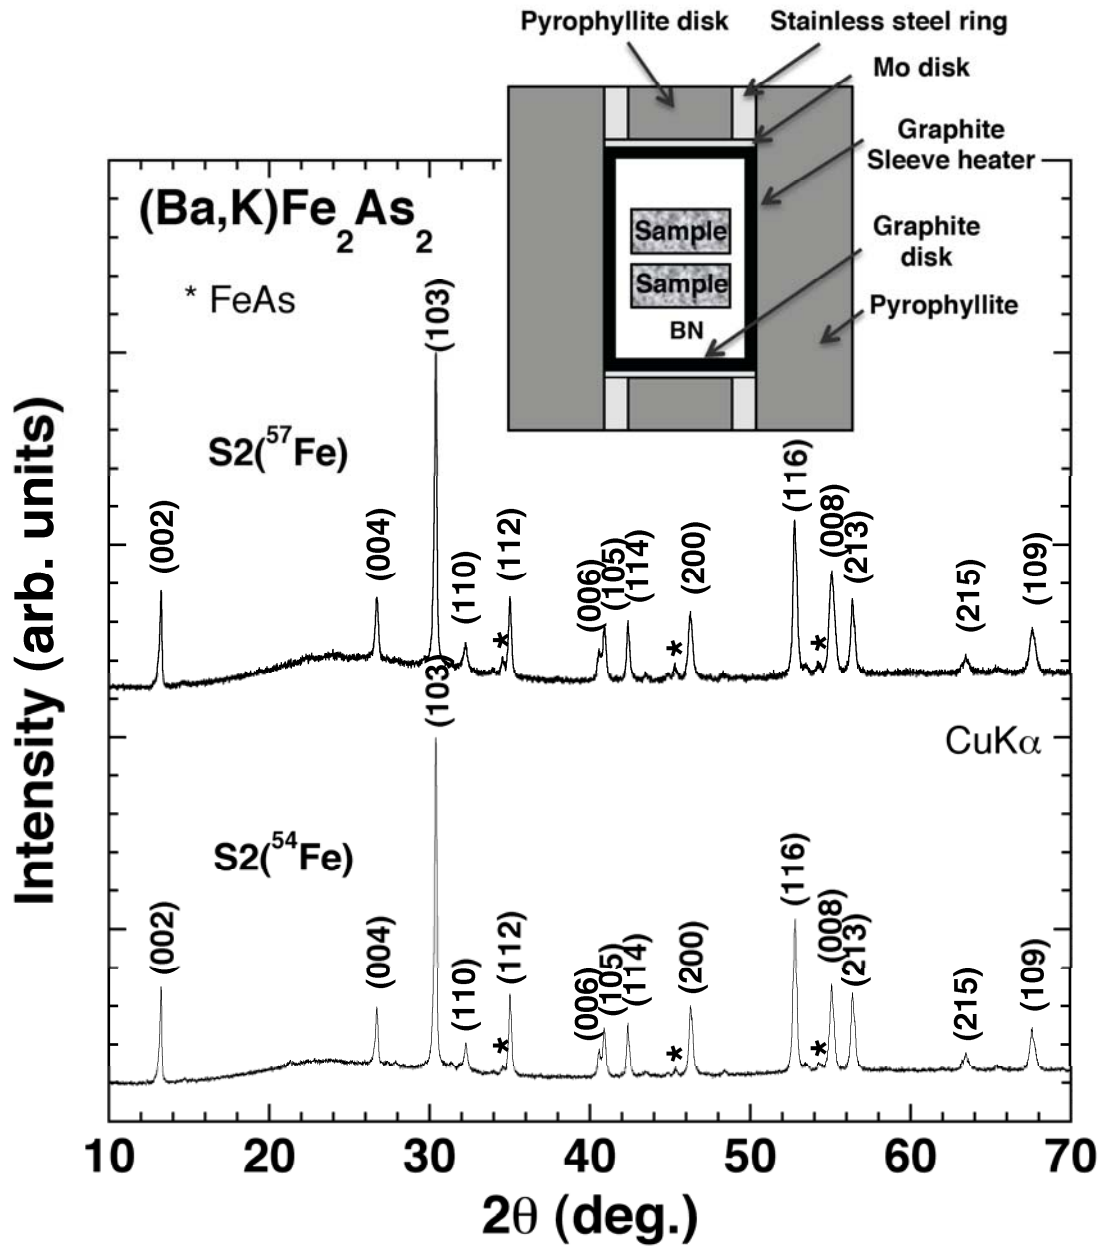 Pyrophyllite disk
Stainless steel ring
Mo disk
Graphite
Sleeve heater
Graphite
disk
Pyrophyllite
Sample
Sample
BN
(Ba,K)Fe2As2
* FeAs
S2(57Fe)
(002)
(004)
(103)
(110)
*
(112)
(006)
(105)
(114)
*
(200)
(116)
*
(008)
(213)
(215)
(109)
CuKα
S2(54Fe)
(002)
(004)
(103)
(110)
*
(112)
(006)
(105)
(114)
*
(200)
(116)
*
(008)
(213)
(215)
(109)
10 20 30 40 50 60 70
2θ (deg.)
Intensity (arb. units)